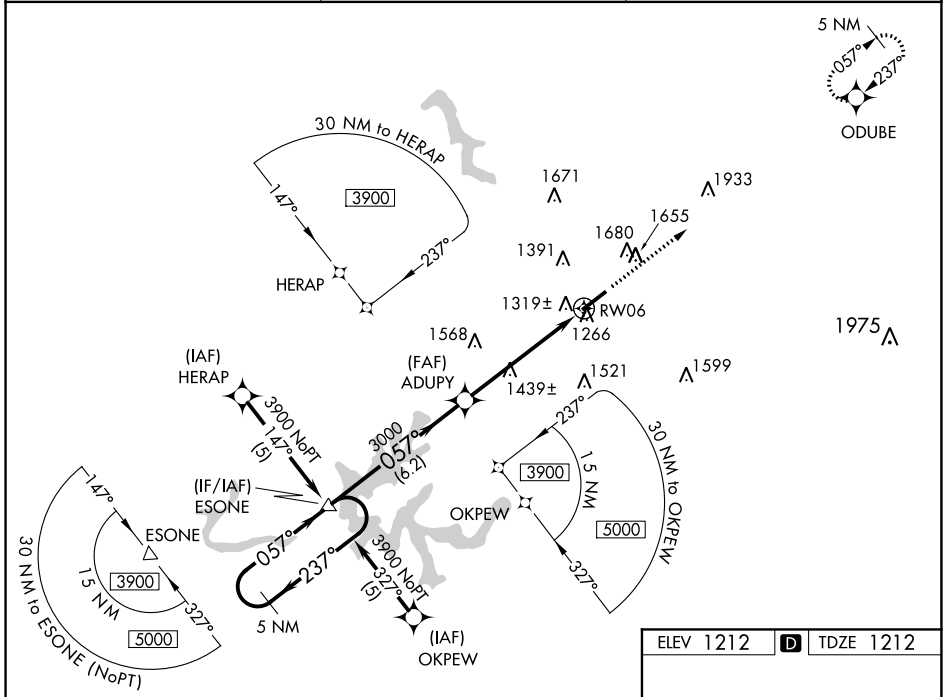 5 NM
057°
237°
ODUBE
30 NM to HERAP
3900
147°
237°
HERAP
1671
1933
1655
1680
1391
1319±
RW06
1266
1568
1975
(FAF)
ADUPY
1439±
1521
1599
(IAF)
HERAP
3900 NoPT
147°
(5)
3000
057°
(6.2)
237°
3900
15 NM
30 NM to OKPEW
5000
OKPEW
327°
(IF/IAF)
ESONE
147°
ESONE
3900
15 NM
327°
5000
30 NM to ESONE (NoPT)
057°
237°
5 NM
3900 NoPT
327°
(5)
(IAF)
OKPEW
ELEV 1212 D TDZE 1212